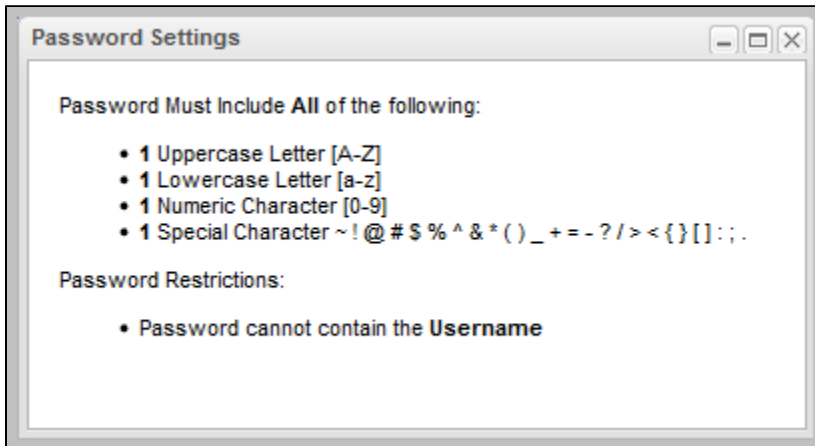 Password Settings
Password Must Include All of the following:
• 1 Uppercase Letter [A-Z]
• 1 Lowercase Letter [a-z]
• 1 Numeric Character [0-9]
• 1 Special Character ~ ! @ # $ % ^ & * ( ) _ + = - ? / > < { } [ ] : ; .
Password Restrictions:
• Password cannot contain the Username